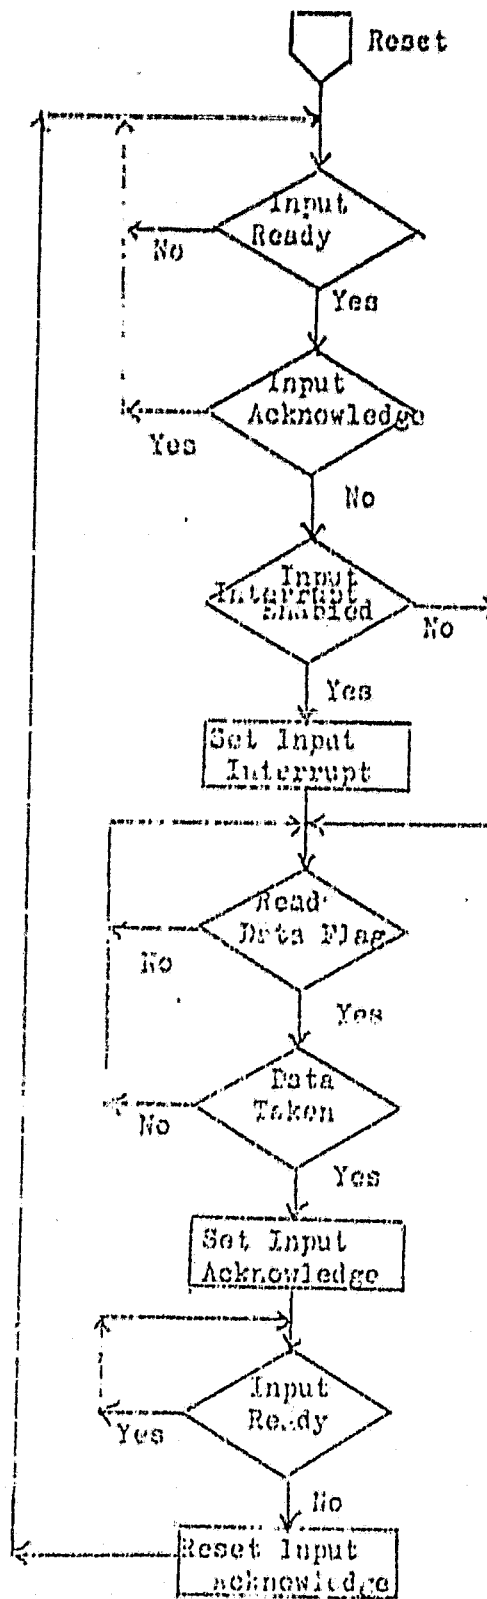 Reset
Input
Ready
No
Yes
Input
Acknowledge
Yes
No
Input
Interrupt
Enabled
No
Yes
Set Input
Interrupt
Read
Data Flag
No
Yes
Data
Taken
No
Yes
Set Input
Acknowledge
Input
Ready
Yes
No
Reset Input
Acknowledge